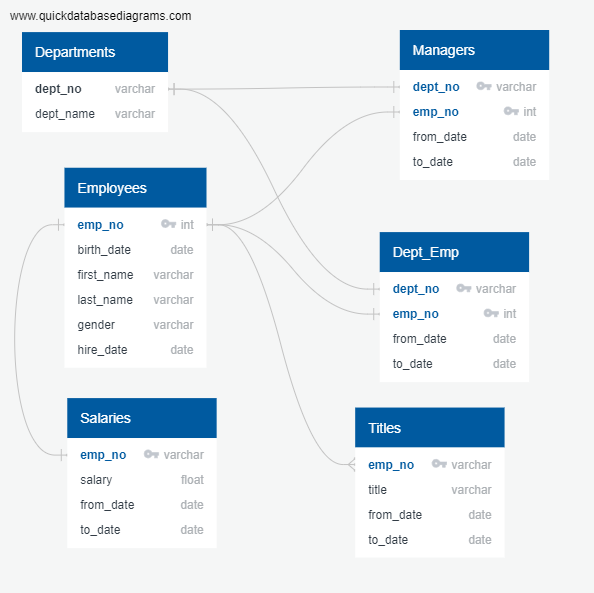 www.quickdatabasediagrams.com
Departments
dept_no varchar
dept_name varchar
Managers
dept_no varchar
emp_no int
from_date date
to_date date
Employees
emp_no int
birth_date date
first_name varchar
last_name varchar
gender varchar
hire_date date
Dept_Emp
dept_no varchar
emp_no int
from_date date
to_date date
Salaries
emp_no varchar
salary float
from_date date
to_date date
Titles
emp_no varchar
title varchar
from_date date
to_date date